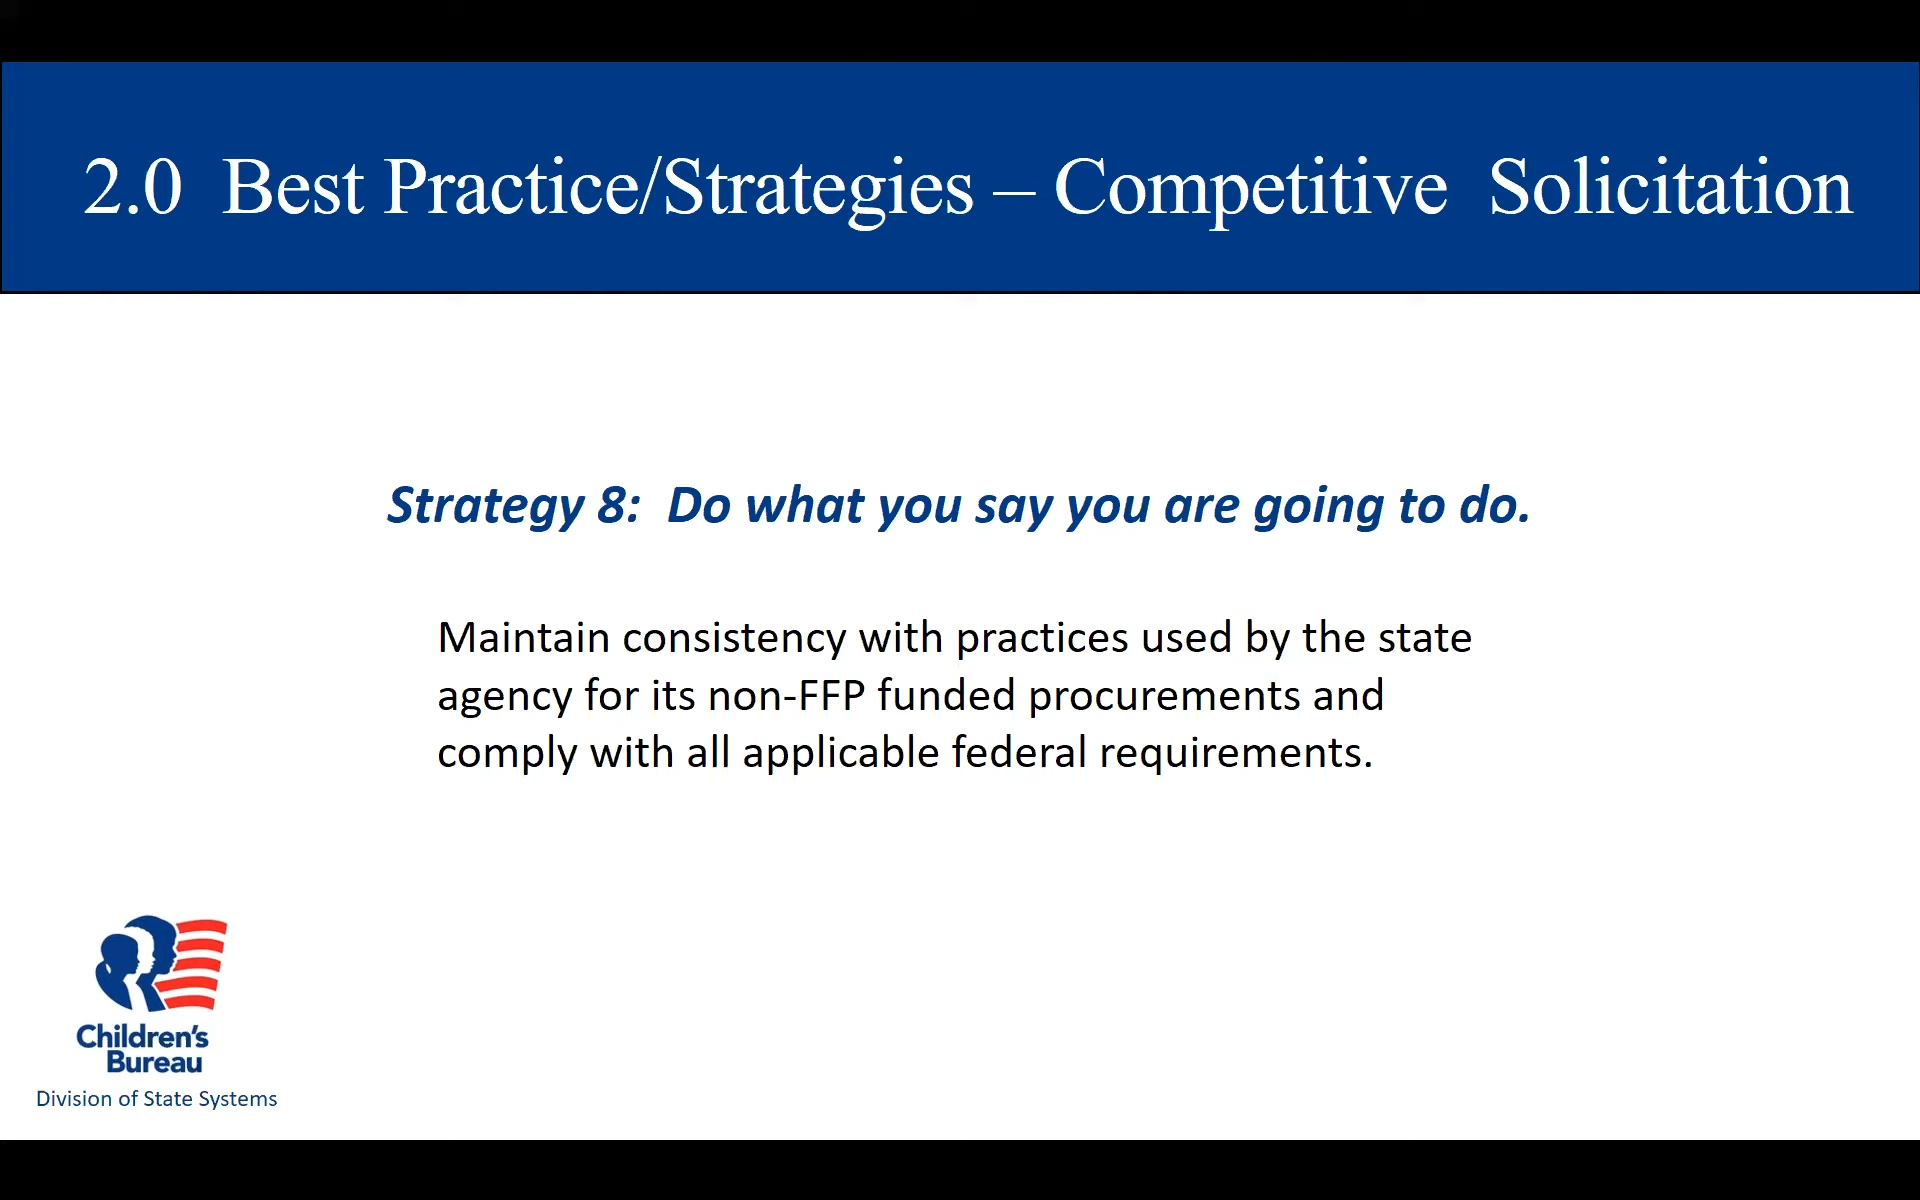 2.0  Best Practice/Strategies – Competitive  Solicitation
Strategy 8:  Do what you say you are going to do.
Maintain consistency with practices used by the state
agency for its non-FFP funded procurements and
comply with all applicable federal requirements.
Children's
Bureau
Division of State Systems